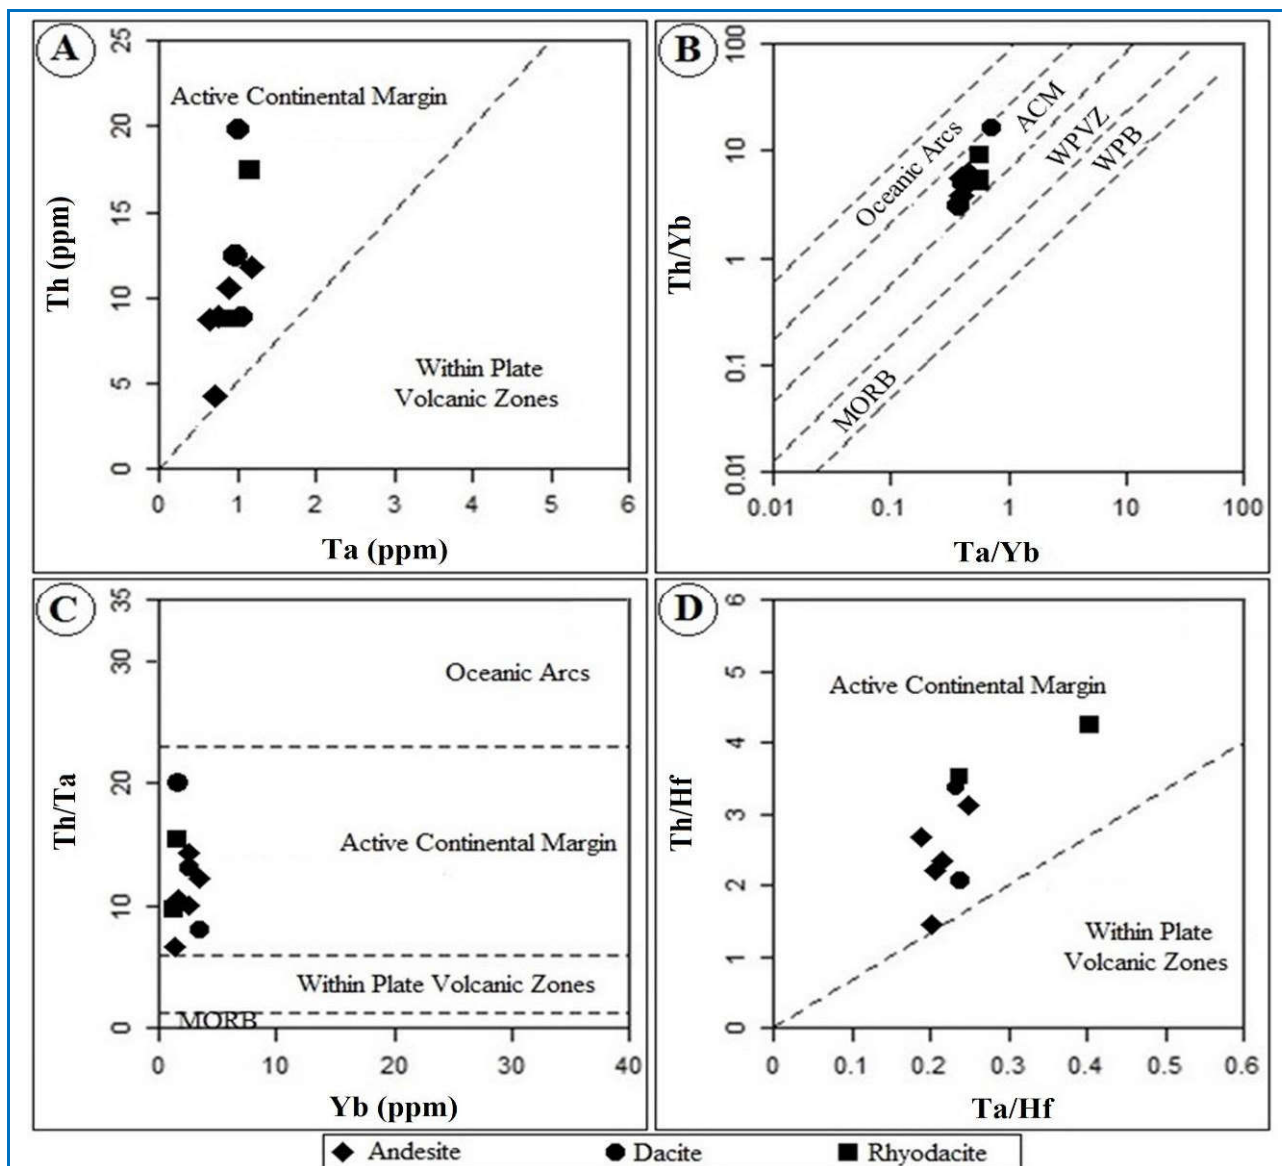 A
25
20
15
10
5
0
Th (ppm)
Active Continental Margin
Within Plate
Volcanic Zones
0 1 2 3 4 5 6
Ta (ppm)
B
100
10
1
0.1
0.01
Th/Yb
Oceanic Arcs
ACM
WPVZ
WPB
MORB
0.01 0.1 1 10 100
Ta/Yb
C
35
30
20
10
0
Th/Ta
Oceanic Arcs
Active Continental Margin
Within Plate Volcanic Zones
MORB
0 10 20 30 40
Yb (ppm)
D
6
5
4
3
2
1
0
Th/Hf
Active Continental Margin
Within Plate
Volcanic Zones
0 0.1 0.2 0.3 0.4 0.5 0.6
Ta/Hf
Andesite Dacite Rhyodacite